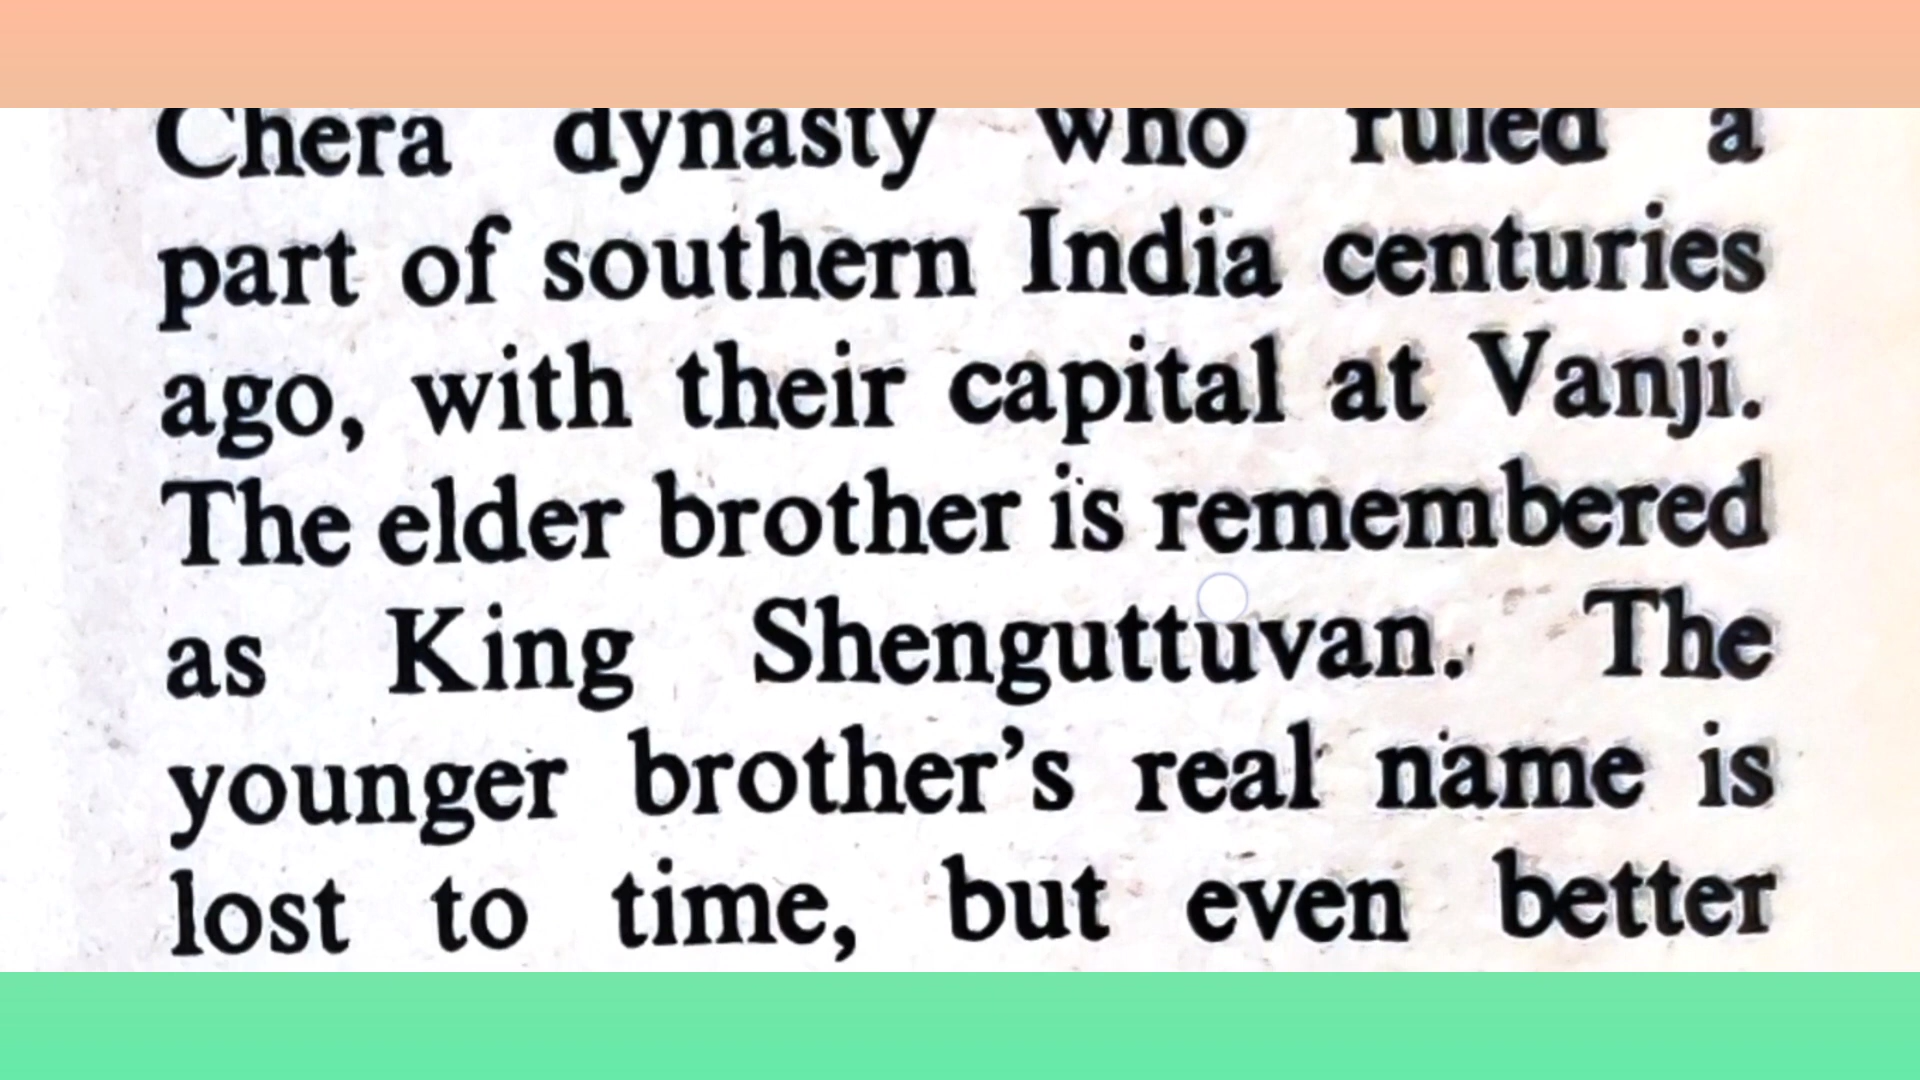 Chera dynasty who ruled a
part of southern India centuries
ago, with their capital at Vanji.
The elder brother is remembered
as King Shenguttuvan. The
younger brother's real name is
lost to time, but even better